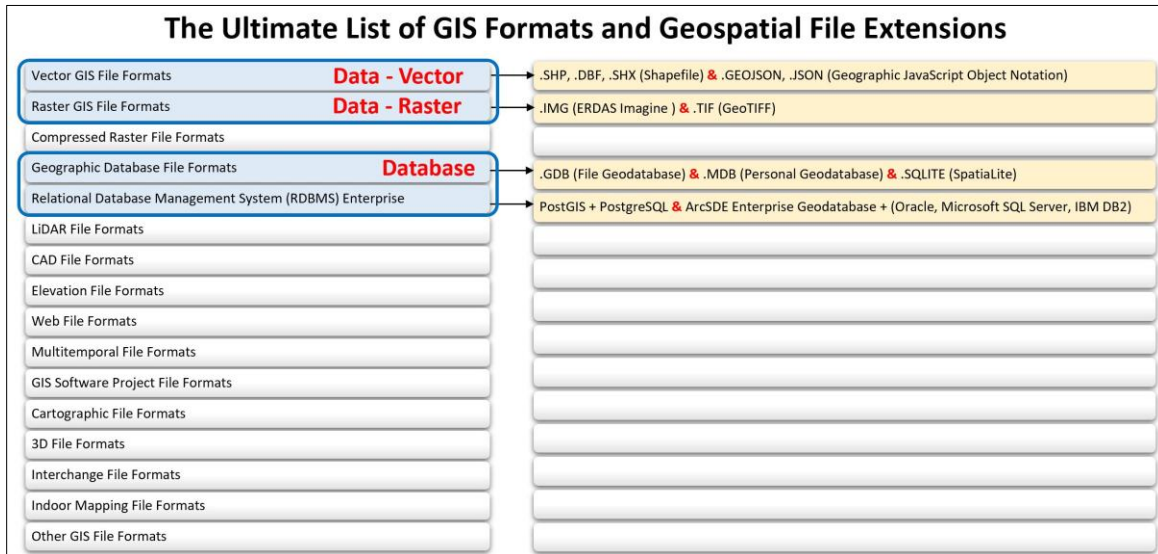 The Ultimate List of GIS Formats and Geospatial File Extensions
Vector GIS File Formats Data - Vector .SHP, .DBF, .SHX (Shapefile) & .GEOJSON, .JSON (Geographic JavaScript Object Notation)
Raster GIS File Formats Data - Raster .IMG (ERDAS Imagine ) & .TIF (GeoTIFF)
Compressed Raster File Formats
Geographic Database File Formats Database .GDB (File Geodatabase) & .MDB (Personal Geodatabase) & .SQLITE (SpatiaLite)
Relational Database Management System (RDBMS) Enterprise PostGIS + PostgreSQL & ArcSDE Enterprise Geodatabase + (Oracle, Microsoft SQL Server, IBM DB2)
LiDAR File Formats
CAD File Formats
Elevation File Formats
Web File Formats
Multitemporal File Formats
GIS Software Project File Formats
Cartographic File Formats
3D File Formats
Interchange File Formats
Indoor Mapping File Formats
Other GIS File Formats